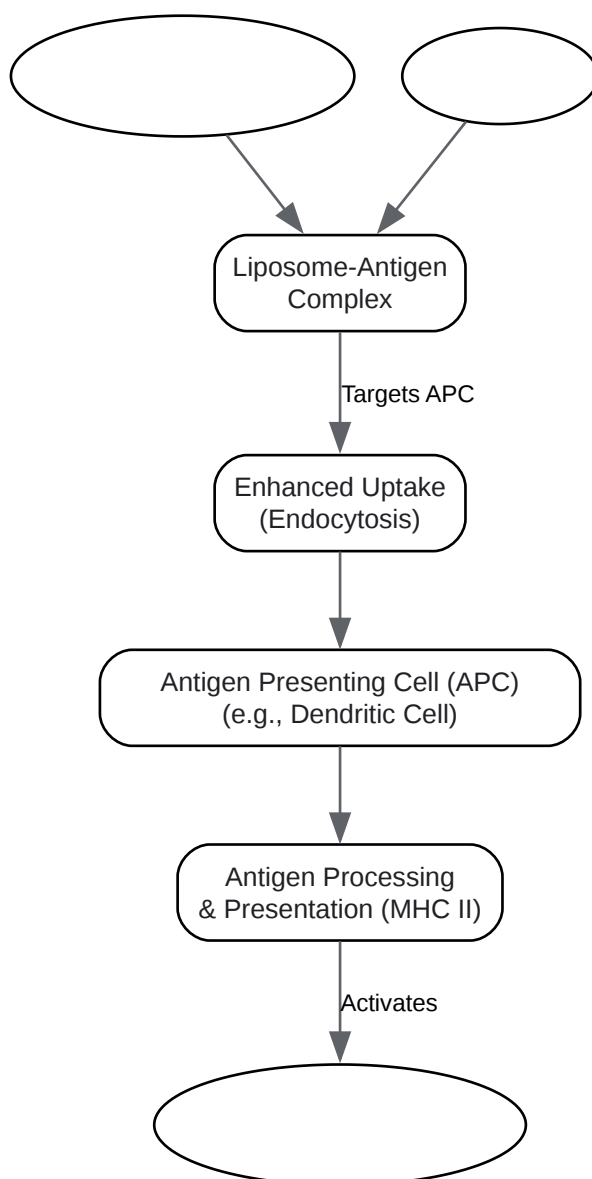 Liposome-Antigen
Complex
Targets APC
Enhanced Uptake
(Endocytosis)
Antigen Presenting Cell (APC)
(e.g., Dendritic Cell)
Antigen Processing
& Presentation (MHC II)
Activates